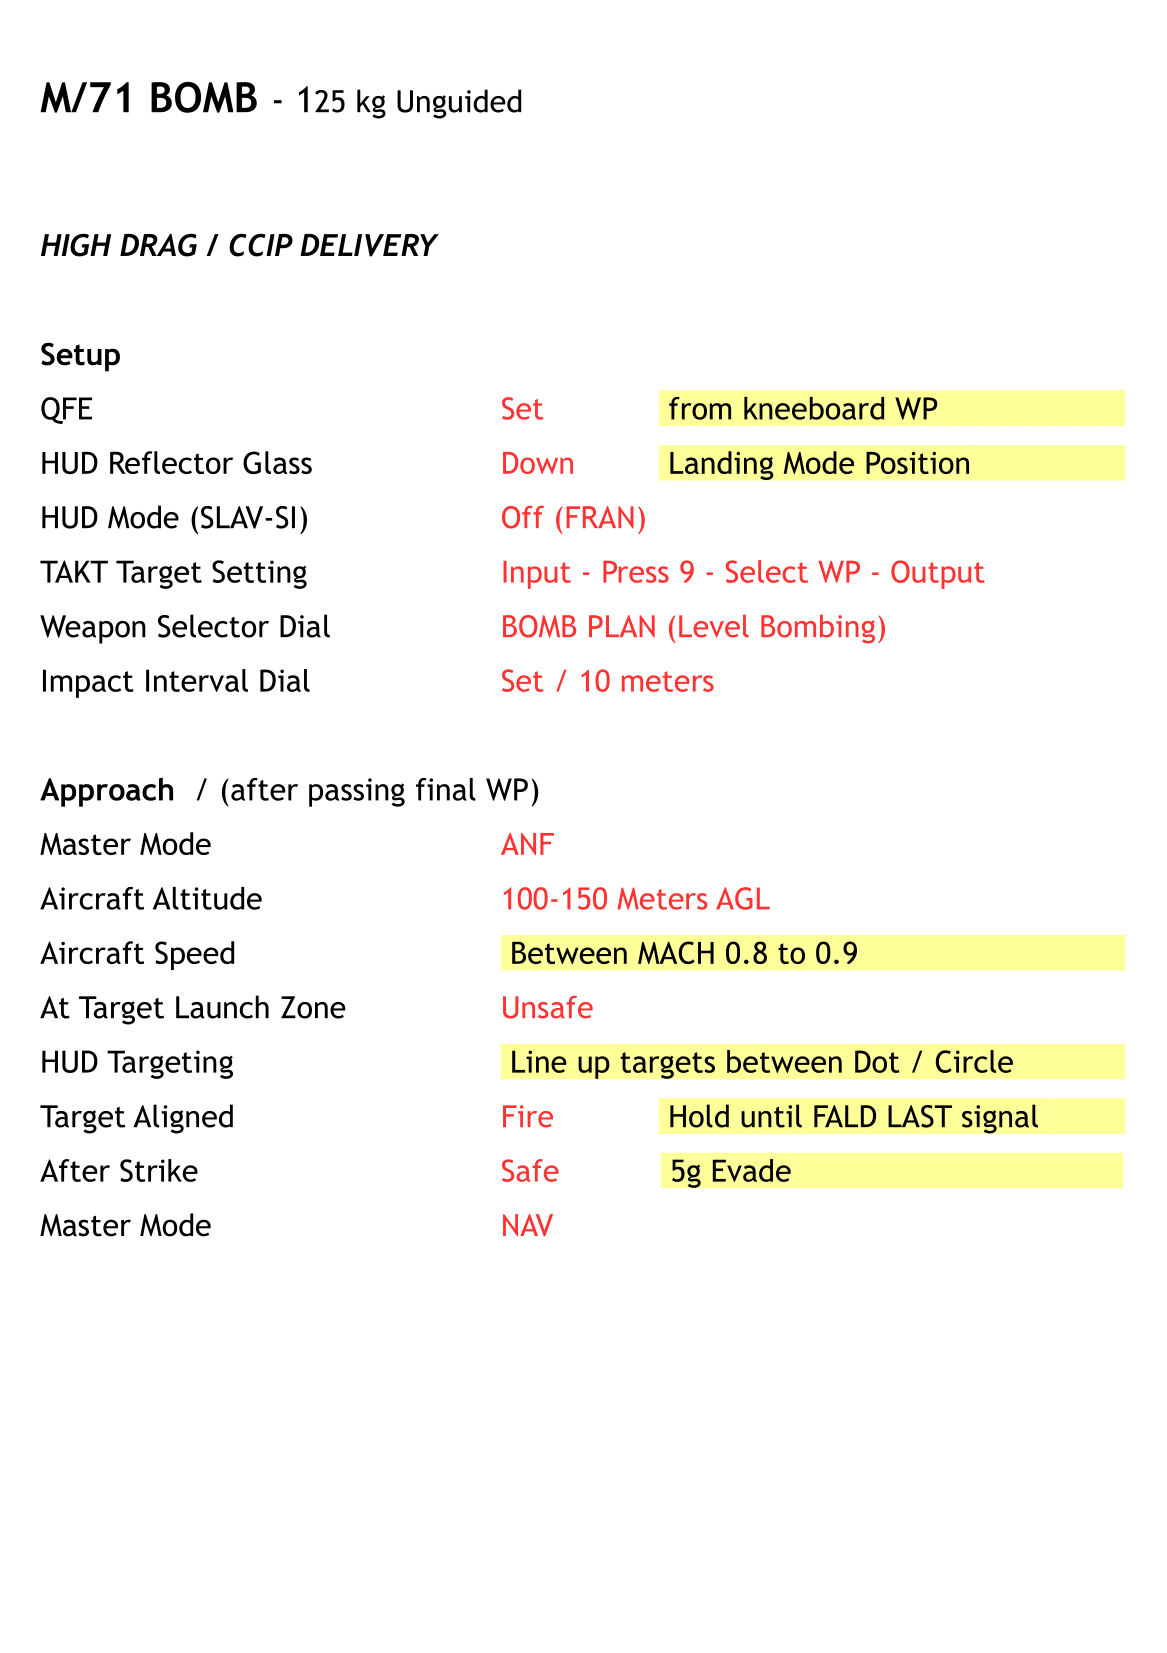 M/71 BOMB - 125 kg Unguided
HIGH DRAG / CCIP DELIVERY
Setup
QFE Set from kneeboard WP
HUD Reflector Glass Down Landing Mode Position
HUD Mode (SLAV-SI) Off (FRAN)
TAKT Target Setting Input - Press 9 - Select WP - Output
Weapon Selector Dial BOMB PLAN (Level Bombing)
Impact Interval Dial Set / 10 meters
Approach / (after passing final WP)
Master Mode ANF
Aircraft Altitude 100-150 Meters AGL
Aircraft Speed Between MACH 0.8 to 0.9
At Target Launch Zone Unsafe
HUD Targeting Line up targets between Dot / Circle
Target Aligned Fire Hold until FALD LAST signal
After Strike Safe 5g Evade
Master Mode NAV